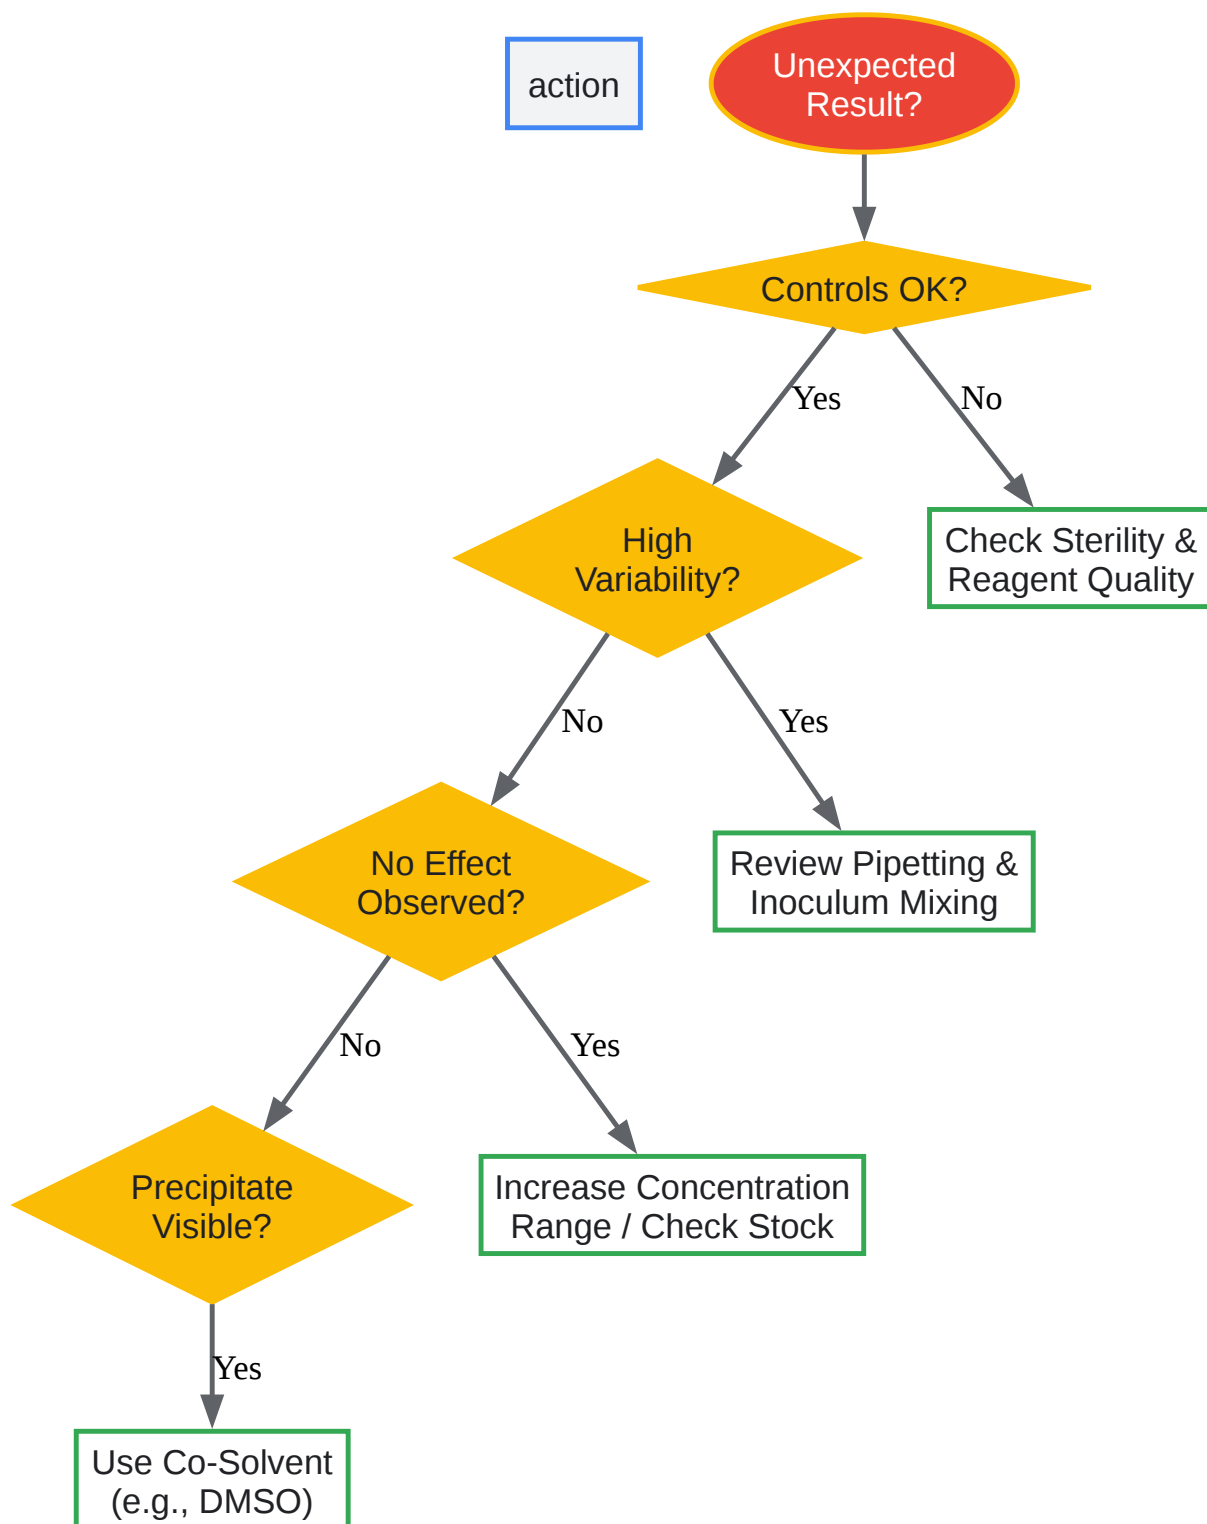 action
Unexpected
Result?
Controls OK?
Yes
No
High
Variability?
Check Sterility &
Reagent Quality
No
Yes
No Effect
Observed?
Review Pipetting &
Inoculum Mixing
No
Yes
Precipitate
Visible?
Increase Concentration
Range / Check Stock
Yes
Use Co-Solvent
(e.g., DMSO)